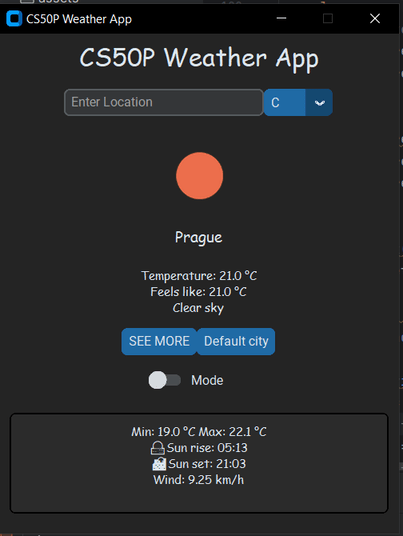 CS50P Weather App
CS50P Weather App
Enter Location
C
Prague
Temperature: 21.0 °C
Feels like: 21.0 °C
Clear sky
SEE MORE
Default city
Mode
Min: 19.0 °C Max: 22.1 °C
Sun rise: 05:13
Sun set: 21:03
Wind: 9.25 km/h